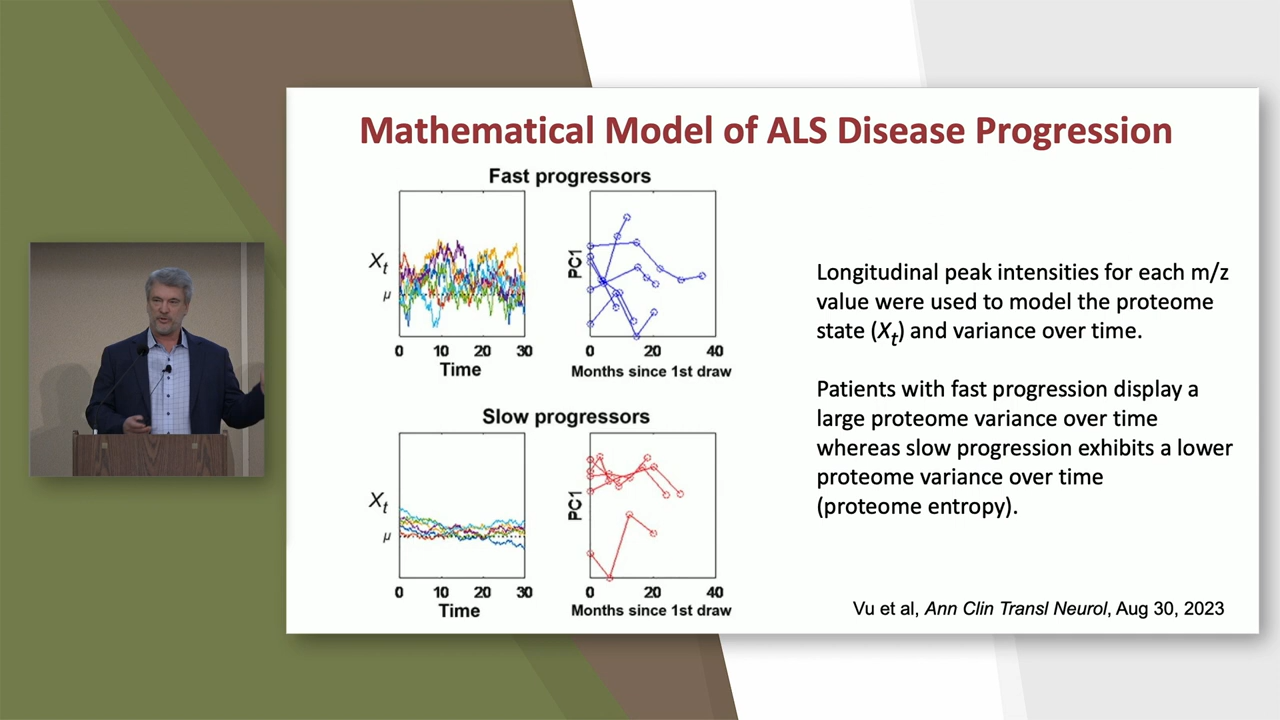 Mathematical Model of ALS Disease Progression
Fast progressors
Xt
μ
0 10 20 30
Time
PC1
0 20 40
Months since 1st draw
Slow progressors
Xt
μ
0 10 20 30
Time
PC1
0 20 40
Months since 1st draw
Longitudinal peak intensities for each m/z
value were used to model the proteome
state (Xt) and variance over time.
Patients with fast progression display a
large proteome variance over time
whereas slow progression exhibits a lower
proteome variance over time
(proteome entropy).
Vu et al, Ann Clin Transl Neurol, Aug 30, 2023